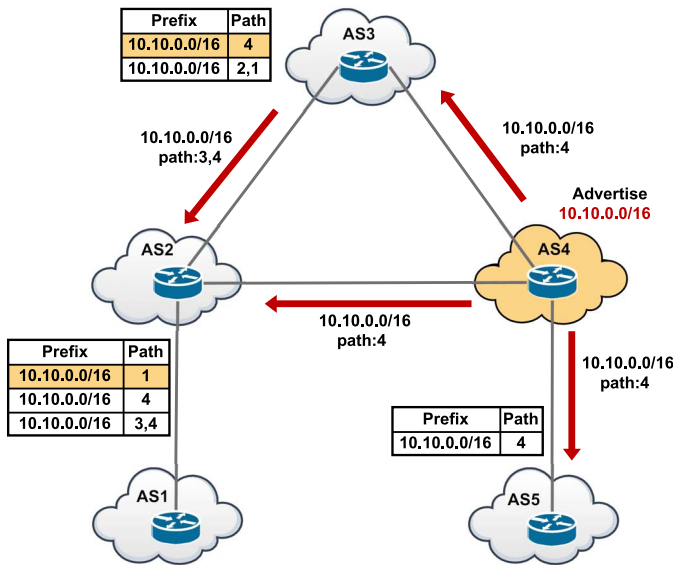 Prefix Path
10.10.0.0/16 4
10.10.0.0/16 2,1
AS3
10.10.0.0/16
path:3,4
10.10.0.0/16
path:4
Advertise
10.10.0.0/16
AS2
AS4
10.10.0.0/16
path:4
Prefix Path
10.10.0.0/16 1
10.10.0.0/16 4
10.10.0.0/16 3,4
10.10.0.0/16
path:4
Prefix Path
10.10.0.0/16 4
AS1
AS5